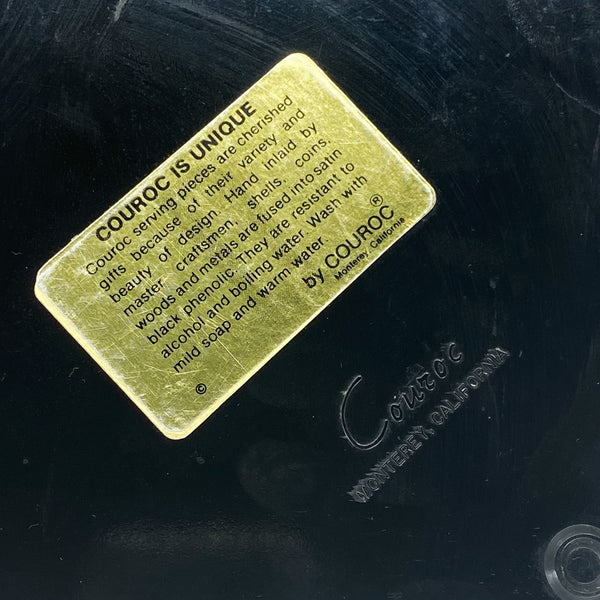 COUROC IS UNIQUE
Couroc serving pieces are cherished
gifts because of their variety and
beauty of design. Hand inlaid by
master craftsmen, shells, coins,
woods and metals are fused into satin
black phenolic. They are resistant to
alcohol and boiling water. Wash with
mild soap and warm water.
by COUROC®
Monterey, California
©
Couroc
MONTEREY, CALIFORNIA